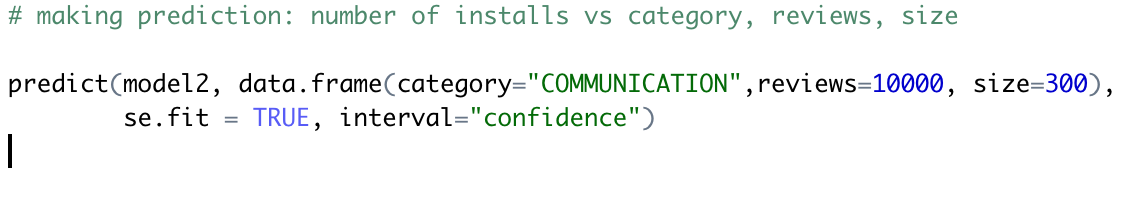 # making prediction: number of installs vs category, reviews, size
predict(model2, data.frame(category="COMMUNICATION",reviews=10000, size=300),
se.fit = TRUE, interval="confidence")